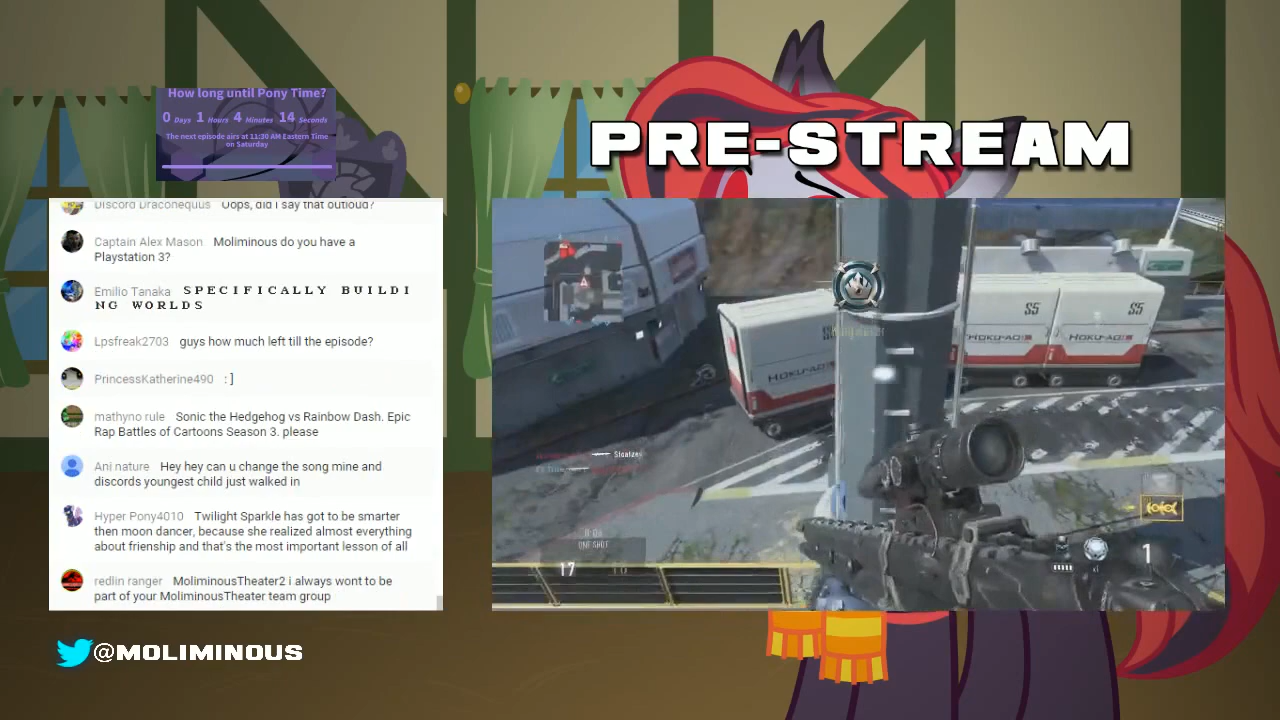 How long until Pony Time?
0 Days 1 Hours 4 Minutes 14 Seconds
The next episode airs at 11:30 AM Eastern Time
on Saturday
PRE-STREAM
Discord Draconequus Oops, did i say that outloud?
Captain Alex Mason Moliminous do you have a
Playstation 3?
Emilio Tanaka S P E C I F I C A L L Y B U I L D I
N G W O R L D S
Lpsfreak2703 guys how much left till the episode?
PrincessKatherine490 : ]
mathyno rule Sonic the Hedgehog vs Rainbow Dash. Epic
Rap Battles of Cartoons Season 3. please
Ani nature Hey hey can u change the song mine and
discords youngest child just walked in
Hyper Pony4010 Twilight Sparkle has got to be smarter
then moon dancer, because she realized almost everything
about frienship and that's the most important lesson of all
redlin ranger MoliminousTheater2 i always wont to be
part of your MoliminousTheater team group
S5
S5
HOKU-AO
HOKU-AO
HOKU-AO
ONE SHOT
17
1
@MOLIMINOUS